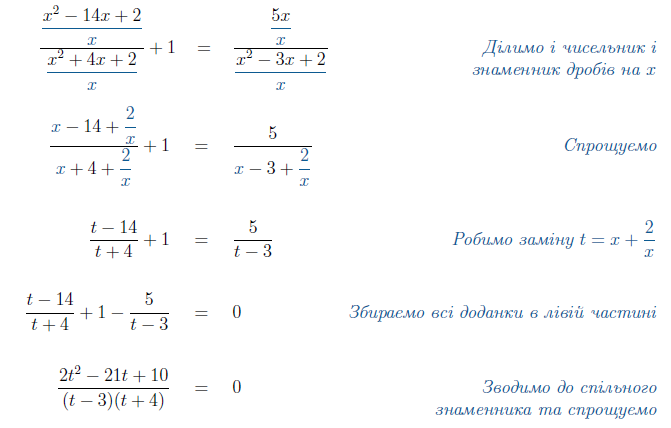 \frac{\frac{x^2 - 14x + 2}{x}}{\frac{x^2 + 4x + 2}{x}} + 1 = \frac{\frac{5x}{x}}{\frac{x^2 - 3x + 2}{x}} Ділимо і чисельник і
знаменник дробів на x
\frac{x - 14 + \frac{2}{x}}{x + 4 + \frac{2}{x}} + 1 = \frac{5}{x - 3 + \frac{2}{x}} Спрощуємо
\frac{t - 14}{t + 4} + 1 = \frac{5}{t - 3} Робимо заміну t = x + \frac{2}{x}
\frac{t - 14}{t + 4} + 1 - \frac{5}{t - 3} = 0 Збираємо всі доданки в лівій частині
\frac{2t^2 - 21t + 10}{(t - 3)(t + 4)} = 0 Зводимо до спільного
знаменника та спрощуємо